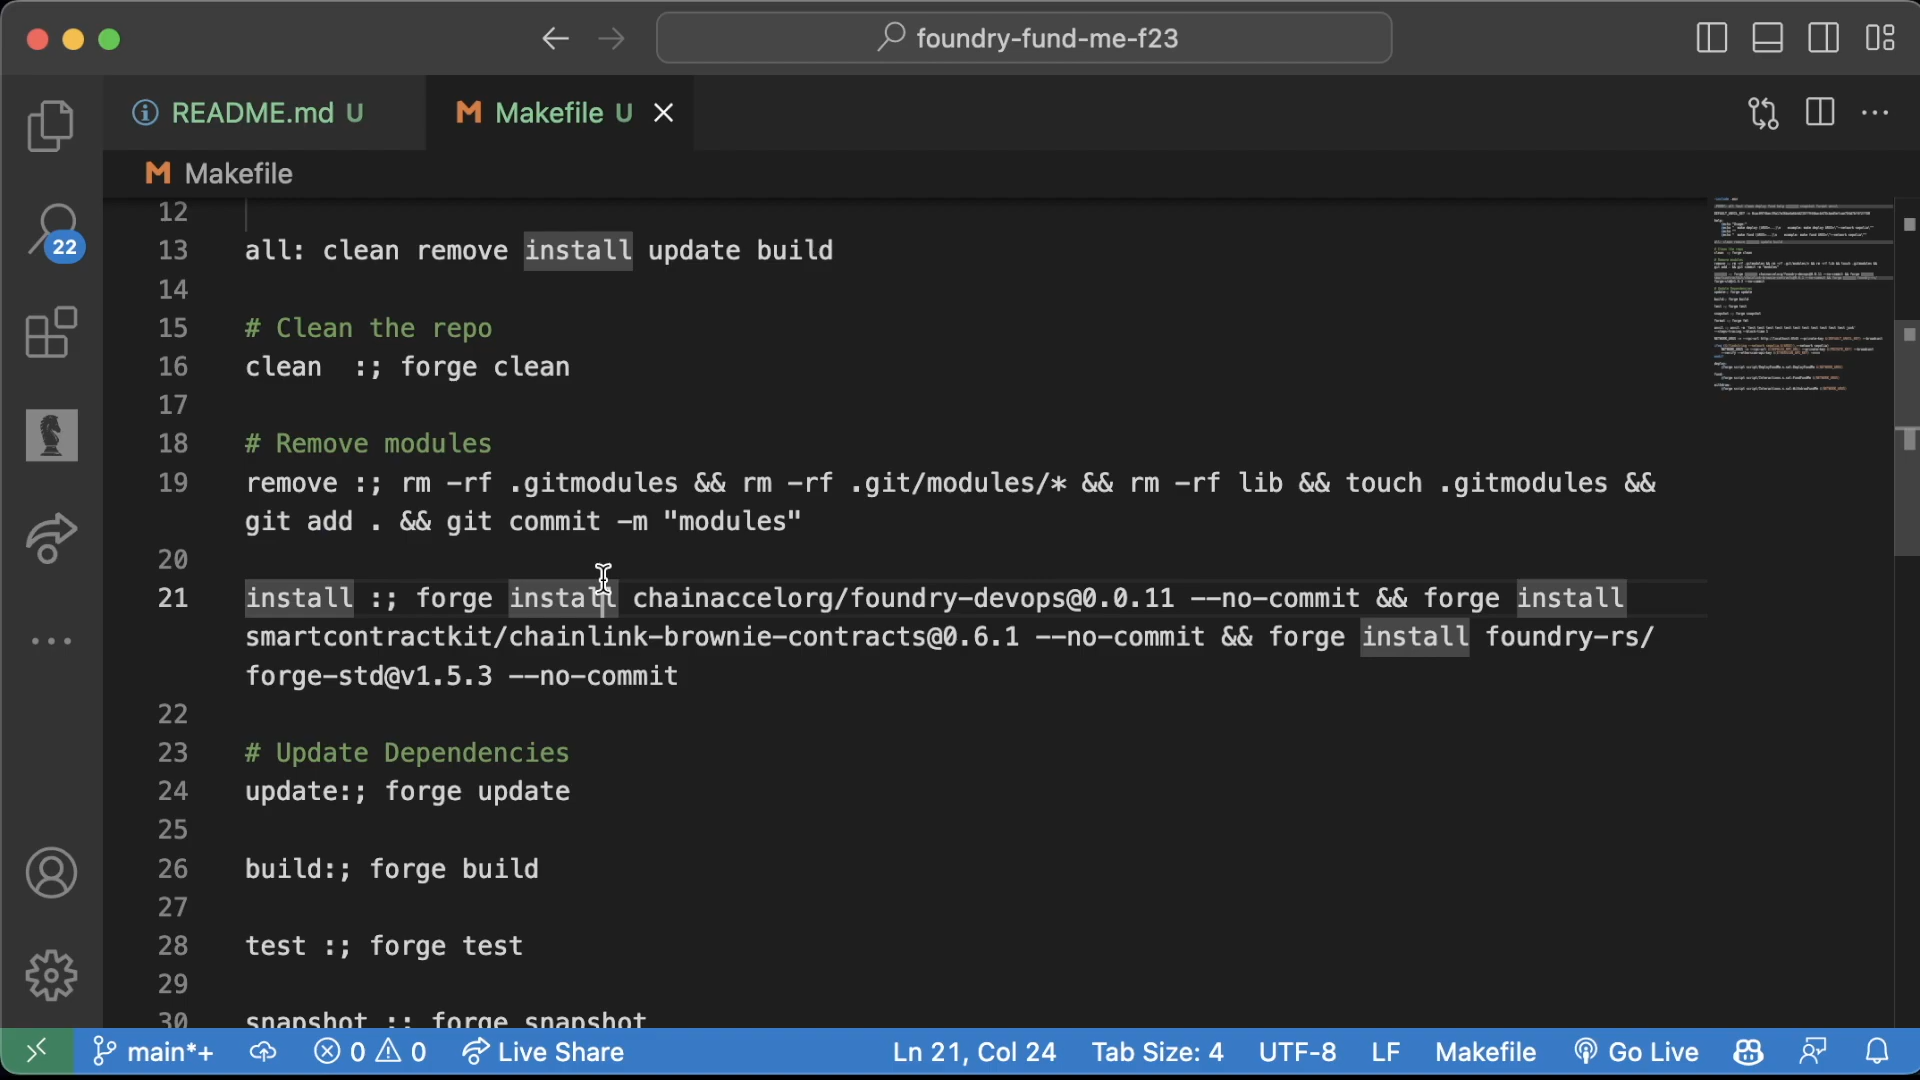 foundry-fund-me-f23
README.md U
M Makefile U
M Makefile
22
12
13 all: clean remove install update build
14
15 # Clean the repo
16 clean  :; forge clean
17
18 # Remove modules
19 remove :; rm -rf .gitmodules && rm -rf .git/modules/* && rm -rf lib && touch .gitmodules &&
git add . && git commit -m "modules"
20
21 install :; forge install chainaccelorg/foundry-devops@0.0.11 --no-commit && forge install
smartcontractkit/chainlink-brownie-contracts@0.6.1 --no-commit && forge install foundry-rs/
forge-std@v1.5.3 --no-commit
22
23 # Update Dependencies
24 update:; forge update
25
26 build:; forge build
27
28 test :; forge test
29
30 snapshot :; forge snapshot
main*+ 0 0 Live Share Ln 21, Col 24 Tab Size: 4 UTF-8 LF Makefile Go Live